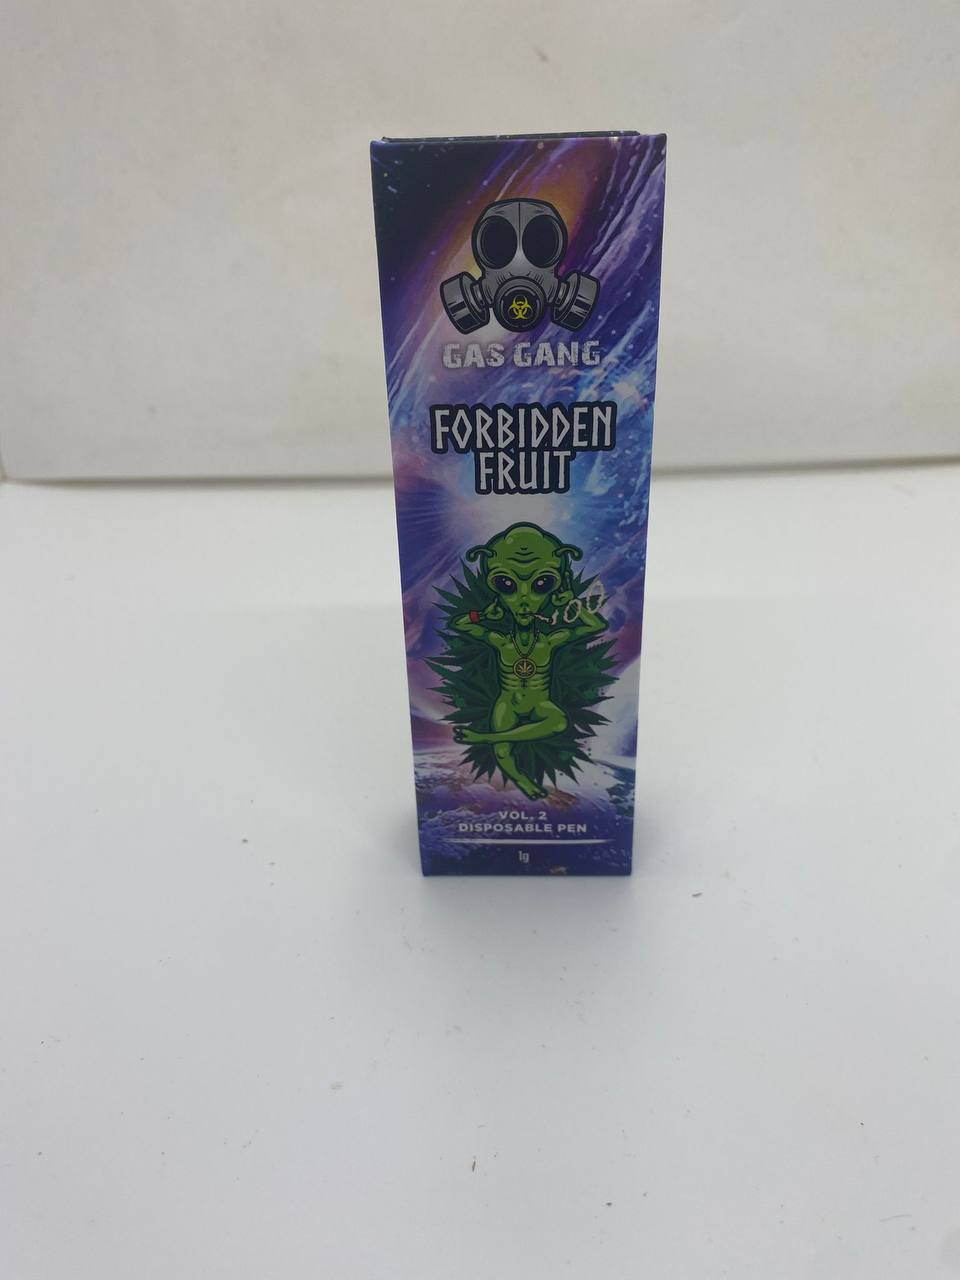 GAS GANG
FORBIDDEN
FRUIT
VOL. 2
DISPOSABLE PEN
1g